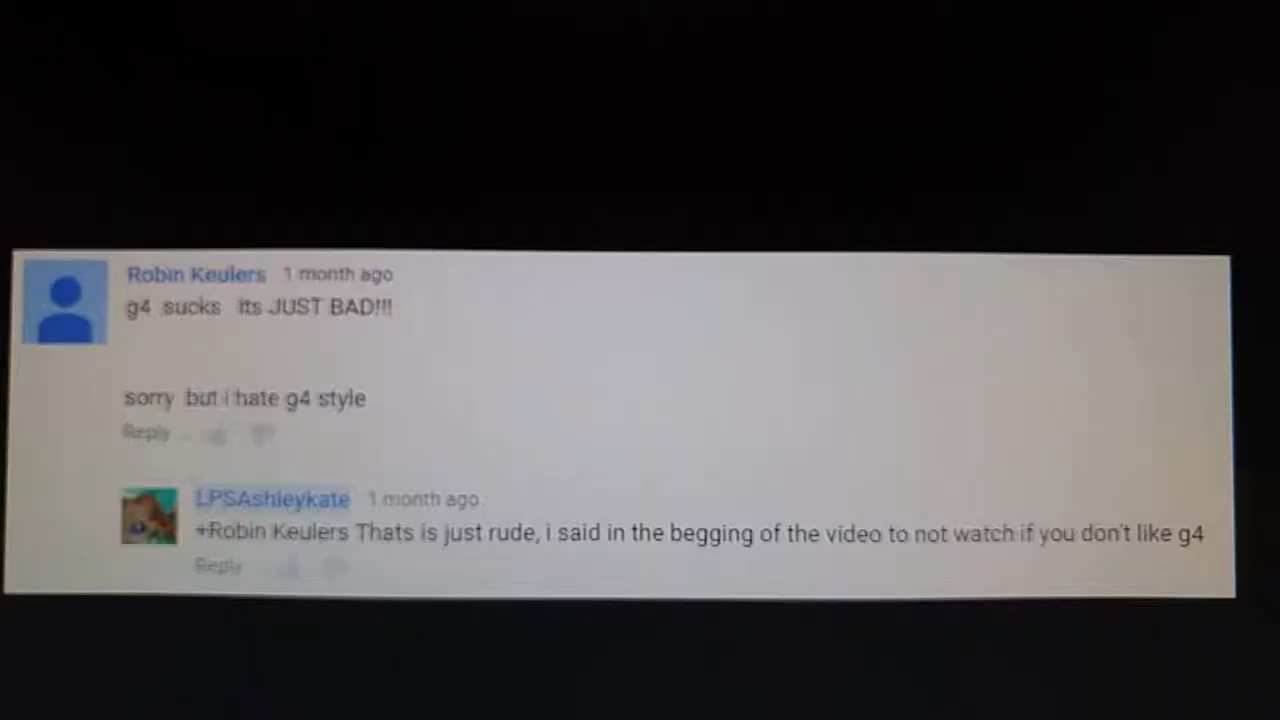 Robin Keulers 1 month ago
g4 sucks its JUST BAD!!!
sorry but i hate g4 style
Reply
LPSAshleykate 1 month ago
+Robin Keulers Thats is just rude, i said in the begging of the video to not watch if you don't like g4
Reply